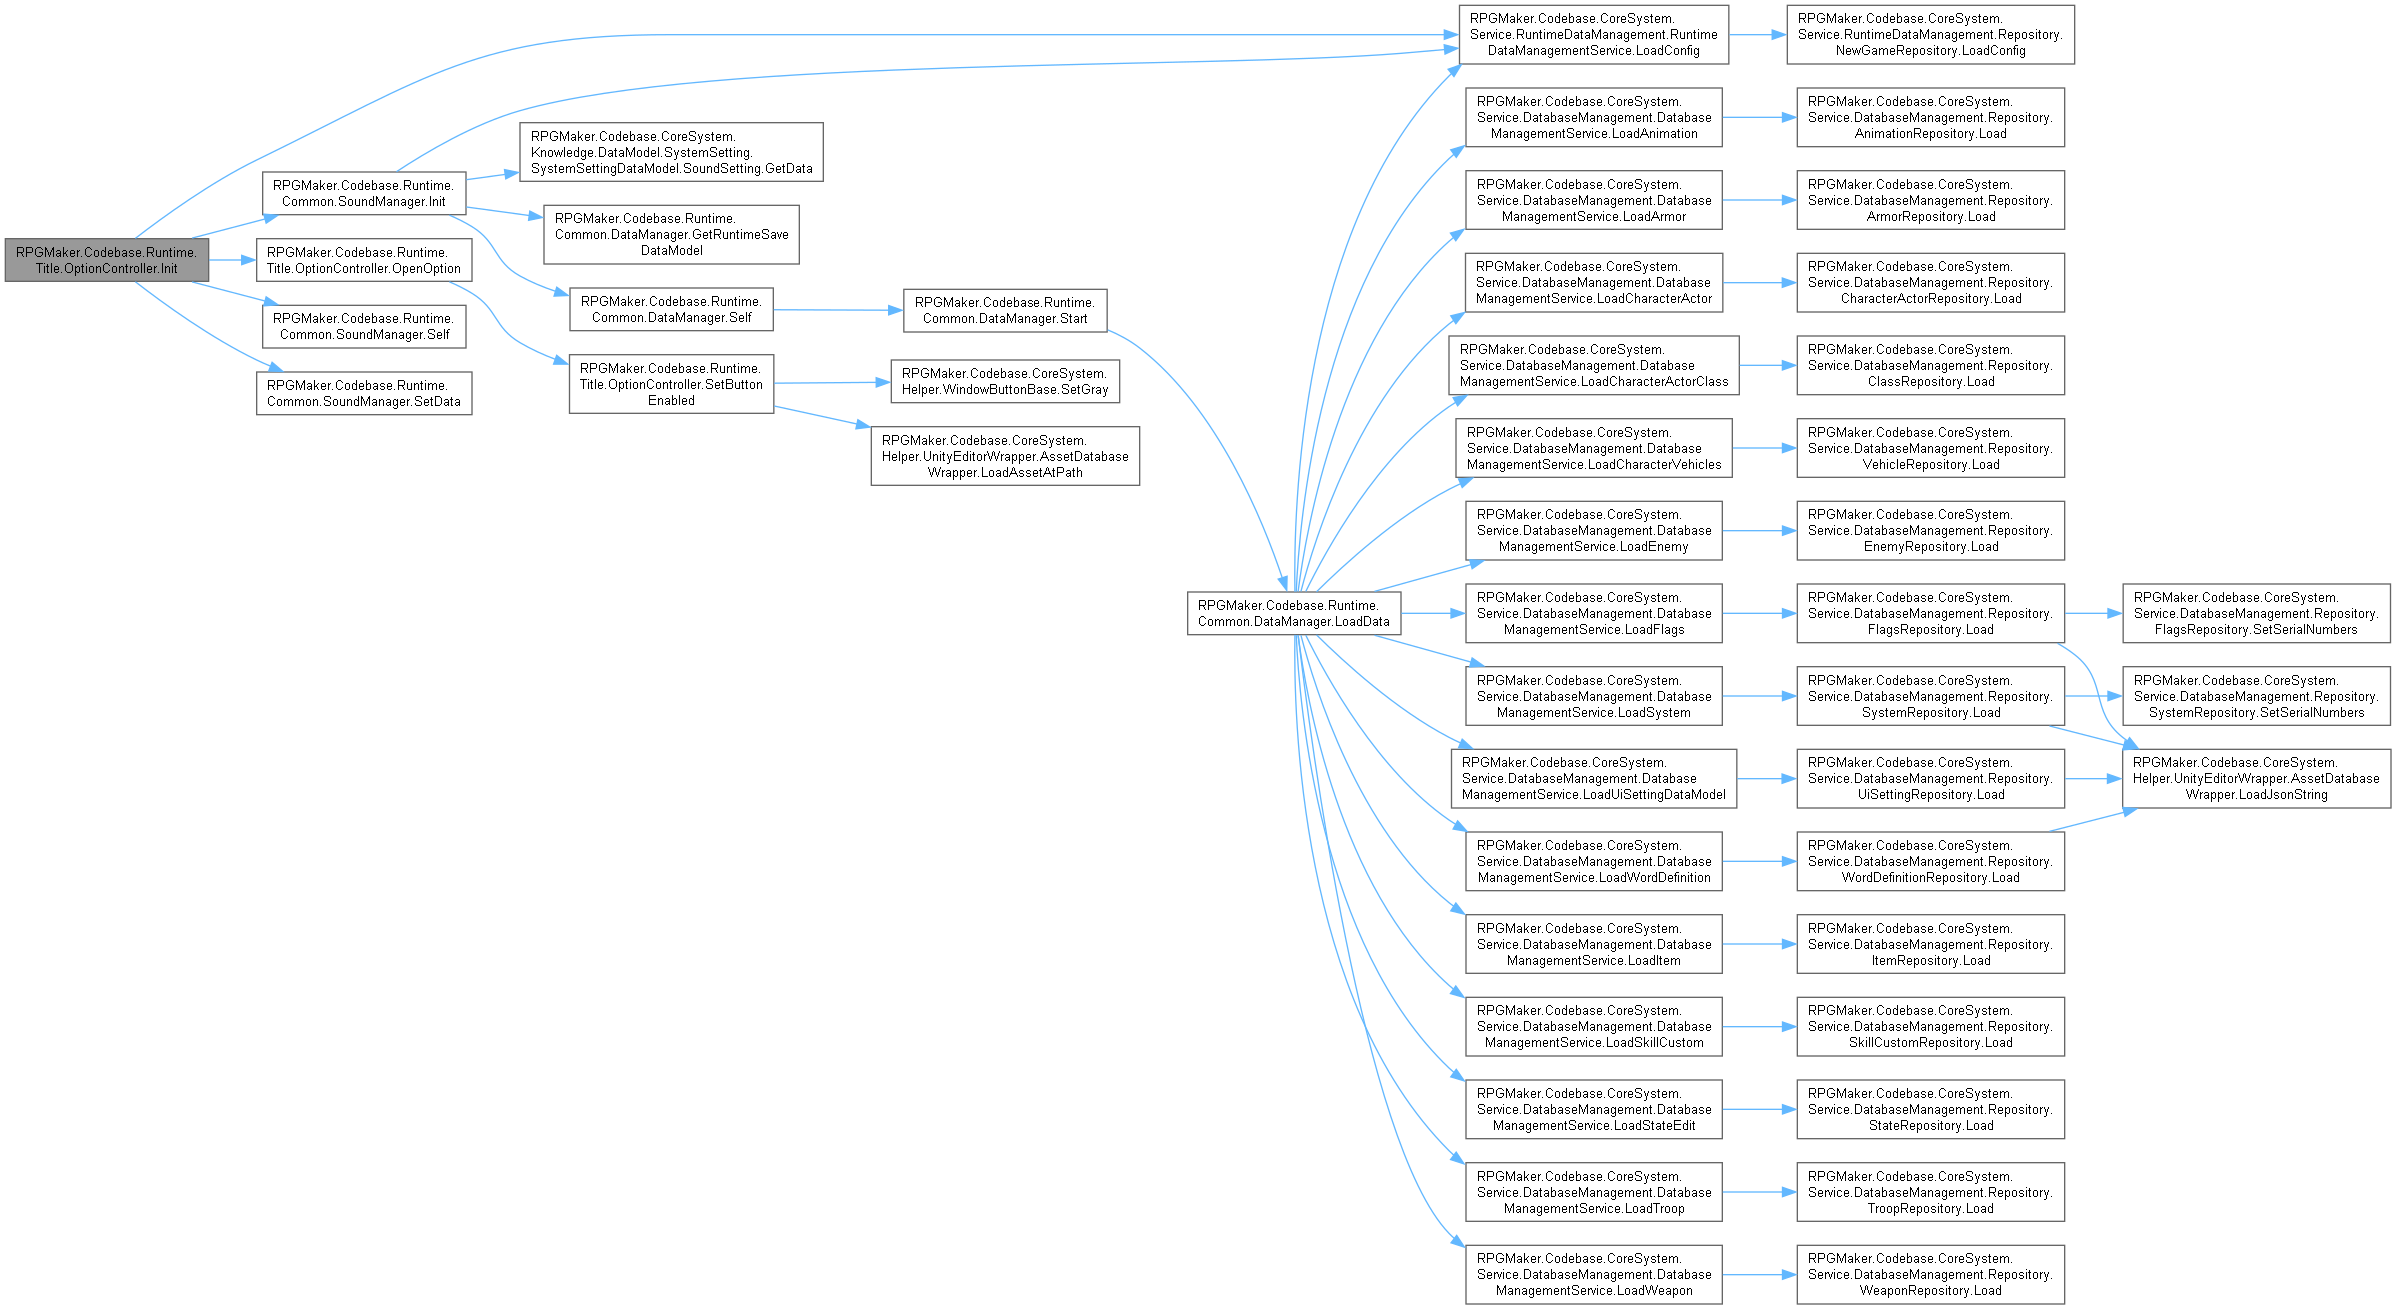 RPGMaker.Codebase.Runtime.
Title.OptionController.Init
RPGMaker.Codebase.Runtime.
Common.SoundManager.Init
RPGMaker.Codebase.Runtime.
Title.OptionController.OpenOption
RPGMaker.Codebase.Runtime.
Common.SoundManager.Self
RPGMaker.Codebase.Runtime.
Common.SoundManager.SetData
RPGMaker.Codebase.CoreSystem.
Knowledge.DataModel.SystemSetting.
SystemSettingDataModel.SoundSetting.GetData
RPGMaker.Codebase.Runtime.
Common.DataManager.GetRuntimeSave
DataModel
RPGMaker.Codebase.Runtime.
Common.DataManager.Self
RPGMaker.Codebase.Runtime.
Title.OptionController.SetButton
Enabled
RPGMaker.Codebase.Runtime.
Common.DataManager.Start
RPGMaker.Codebase.CoreSystem.
Helper.WindowButtonBase.SetGray
RPGMaker.Codebase.CoreSystem.
Helper.UnityEditorWrapper.AssetDatabase
Wrapper.LoadAssetAtPath
RPGMaker.Codebase.Runtime.
Common.DataManager.LoadData
RPGMaker.Codebase.CoreSystem.
Service.RuntimeDataManagement.Runtime
DataManagementService.LoadConfig
RPGMaker.Codebase.CoreSystem.
Service.DatabaseManagement.Database
ManagementService.LoadAnimation
RPGMaker.Codebase.CoreSystem.
Service.DatabaseManagement.Database
ManagementService.LoadArmor
RPGMaker.Codebase.CoreSystem.
Service.DatabaseManagement.Database
ManagementService.LoadCharacterActor
RPGMaker.Codebase.CoreSystem.
Service.DatabaseManagement.Database
ManagementService.LoadCharacterActorClass
RPGMaker.Codebase.CoreSystem.
Service.DatabaseManagement.Database
ManagementService.LoadCharacterVehicles
RPGMaker.Codebase.CoreSystem.
Service.DatabaseManagement.Database
ManagementService.LoadEnemy
RPGMaker.Codebase.CoreSystem.
Service.DatabaseManagement.Database
ManagementService.LoadFlags
RPGMaker.Codebase.CoreSystem.
Service.DatabaseManagement.Database
ManagementService.LoadSystem
RPGMaker.Codebase.CoreSystem.
Service.DatabaseManagement.Database
ManagementService.LoadUiSettingDataModel
RPGMaker.Codebase.CoreSystem.
Service.DatabaseManagement.Database
ManagementService.LoadWordDefinition
RPGMaker.Codebase.CoreSystem.
Service.DatabaseManagement.Database
ManagementService.LoadItem
RPGMaker.Codebase.CoreSystem.
Service.DatabaseManagement.Database
ManagementService.LoadSkillCustom
RPGMaker.Codebase.CoreSystem.
Service.DatabaseManagement.Database
ManagementService.LoadStateEdit
RPGMaker.Codebase.CoreSystem.
Service.DatabaseManagement.Database
ManagementService.LoadTroop
RPGMaker.Codebase.CoreSystem.
Service.DatabaseManagement.Database
ManagementService.LoadWeapon
RPGMaker.Codebase.CoreSystem.
Service.RuntimeDataManagement.Repository.
NewGameRepository.LoadConfig
RPGMaker.Codebase.CoreSystem.
Service.DatabaseManagement.Repository.
AnimationRepository.Load
RPGMaker.Codebase.CoreSystem.
Service.DatabaseManagement.Repository.
ArmorRepository.Load
RPGMaker.Codebase.CoreSystem.
Service.DatabaseManagement.Repository.
CharacterActorRepository.Load
RPGMaker.Codebase.CoreSystem.
Service.DatabaseManagement.Repository.
ClassRepository.Load
RPGMaker.Codebase.CoreSystem.
Service.DatabaseManagement.Repository.
VehicleRepository.Load
RPGMaker.Codebase.CoreSystem.
Service.DatabaseManagement.Repository.
EnemyRepository.Load
RPGMaker.Codebase.CoreSystem.
Service.DatabaseManagement.Repository.
FlagsRepository.Load
RPGMaker.Codebase.CoreSystem.
Service.DatabaseManagement.Repository.
SystemRepository.Load
RPGMaker.Codebase.CoreSystem.
Service.DatabaseManagement.Repository.
UiSettingRepository.Load
RPGMaker.Codebase.CoreSystem.
Service.DatabaseManagement.Repository.
WordDefinitionRepository.Load
RPGMaker.Codebase.CoreSystem.
Service.DatabaseManagement.Repository.
ItemRepository.Load
RPGMaker.Codebase.CoreSystem.
Service.DatabaseManagement.Repository.
SkillCustomRepository.Load
RPGMaker.Codebase.CoreSystem.
Service.DatabaseManagement.Repository.
StateRepository.Load
RPGMaker.Codebase.CoreSystem.
Service.DatabaseManagement.Repository.
TroopRepository.Load
RPGMaker.Codebase.CoreSystem.
Service.DatabaseManagement.Repository.
WeaponRepository.Load
RPGMaker.Codebase.CoreSystem.
Service.DatabaseManagement.Repository.
FlagsRepository.SetSerialNumbers
RPGMaker.Codebase.CoreSystem.
Service.DatabaseManagement.Repository.
SystemRepository.SetSerialNumbers
RPGMaker.Codebase.CoreSystem.
Helper.UnityEditorWrapper.AssetDatabase
Wrapper.LoadJsonString